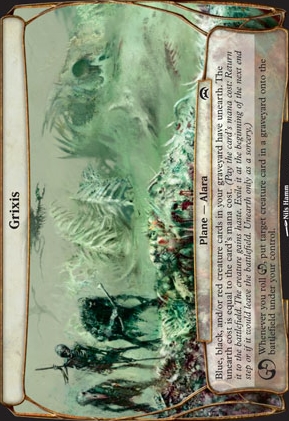 Grixis
Plane — Alara
Blue, black, and/or red creature cards in your graveyard have unearth. The
unearth cost is equal to the card's mana cost. (Pay the card's mana cost: Return
it to the battlefield. The creature gains haste. Exile it at the beginning of the next end
step or if it would leave the battlefield. Unearth only as a sorcery.)
Whenever you roll , put target creature card in a graveyard onto the
battlefield under your control.
Nils Hamm